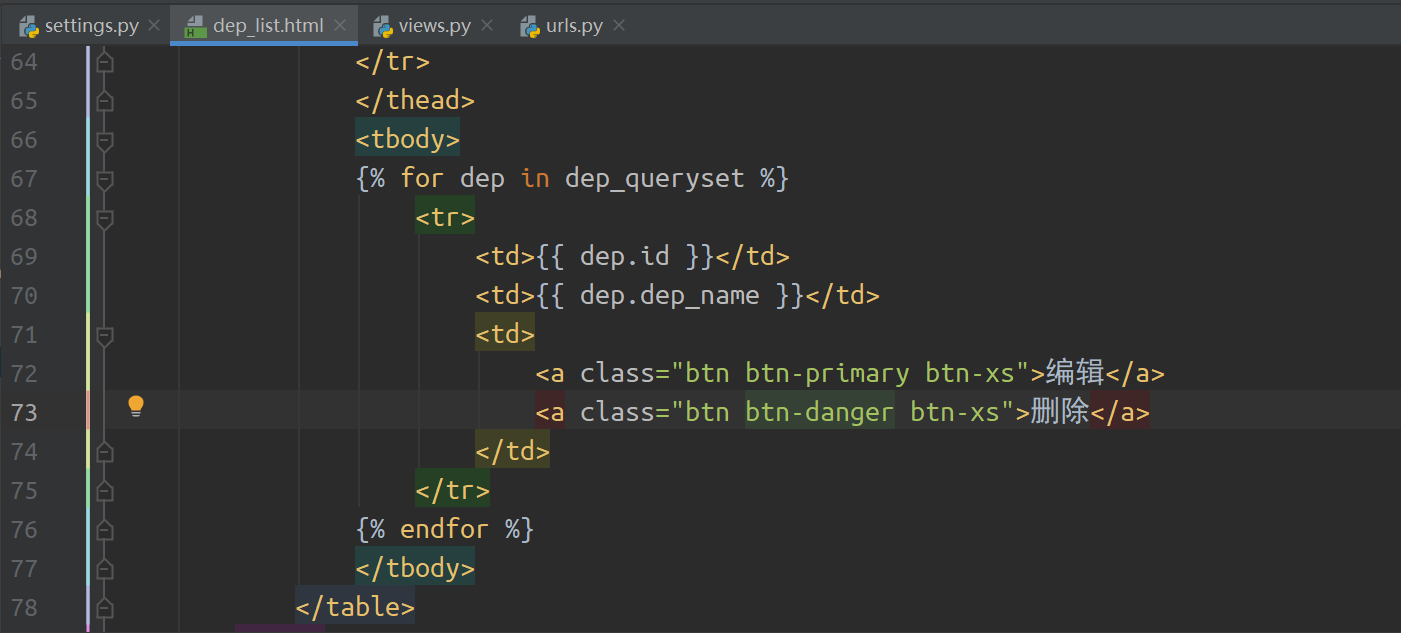 settings.py dep_list.html views.py urls.py
64 </tr>
65 </thead>
66 <tbody>
67 {% for dep in dep_queryset %}
68 <tr>
69 <td>{{ dep.id }}</td>
70 <td>{{ dep.dep_name }}</td>
71 <td>
72 <a class="btn btn-primary btn-xs">编辑</a>
73 <a class="btn btn-danger btn-xs">删除</a>
74 </td>
75 </tr>
76 {% endfor %}
77 </tbody>
78 </table>